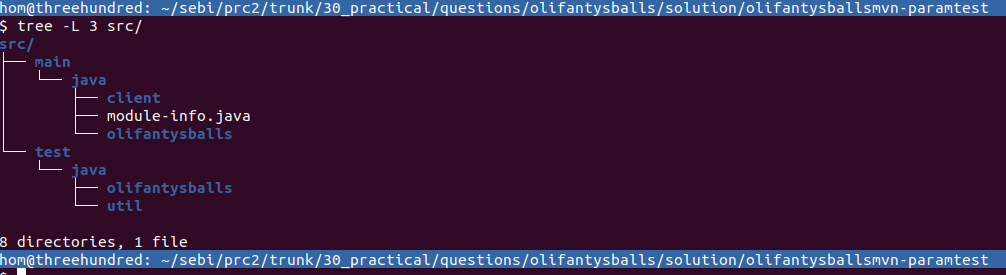 hom@threehundred: ~/sebi/prc2/trunk/30_practical/questions/olifantysballs/solution/olifantysballsmvn-paramtest
$ tree -L 3 src/
src/
├── main
│   └── java
│       ├── client
│       ├── module-info.java
│       └── olifantysballs
└── test
    └── java
        ├── olifantysballs
        └── util
8 directories, 1 file
hom@threehundred: ~/sebi/prc2/trunk/30_practical/questions/olifantysballs/solution/olifantysballsmvn-paramtest
$